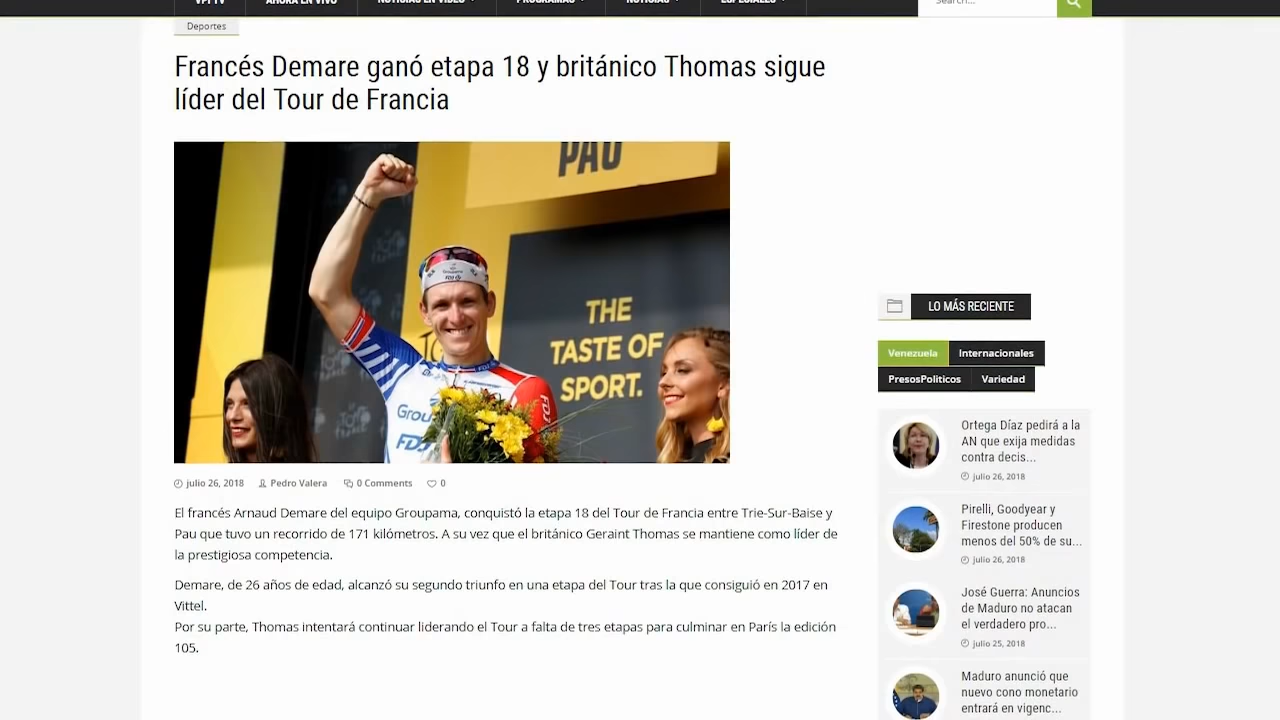 VPI TV
AHORA EN VIVO
NOTICIAS EN VIDEO
PROGRAMAS
NOTICIAS
ESPECIALES
Search...
Deportes
Francés Demare ganó etapa 18 y británico Thomas sigue
líder del Tour de Francia
PAU
THE
TASTE OF
SPORT.
Groupama
FDJ
Grou
FDJ
FDJ
julio 26, 2018
Pedro Valera
0 Comments
0
El francés Arnaud Demare del equipo Groupama, conquistó la etapa 18 del Tour de Francia entre Trie-Sur-Baise y
Pau que tuvo un recorrido de 171 kilómetros. A su vez que el británico Geraint Thomas se mantiene como líder de
la prestigiosa competencia.
Demare, de 26 años de edad, alcanzó su segundo triunfo en una etapa del Tour tras la que consiguió en 2017 en
Vittel.
Por su parte, Thomas intentará continuar liderando el Tour a falta de tres etapas para culminar en París la edición
105.
LO MÁS RECIENTE
Venezuela
Internacionales
PresosPoliticos
Variedad
Ortega Díaz pedirá a la
AN que exija medidas
contra decis...
julio 26, 2018
Pirelli, Goodyear y
Firestone producen
menos del 50% de su...
julio 26, 2018
José Guerra: Anuncios
de Maduro no atacan
el verdadero pro...
julio 25, 2018
Maduro anunció que
nuevo cono monetario
entrará en vigenc...